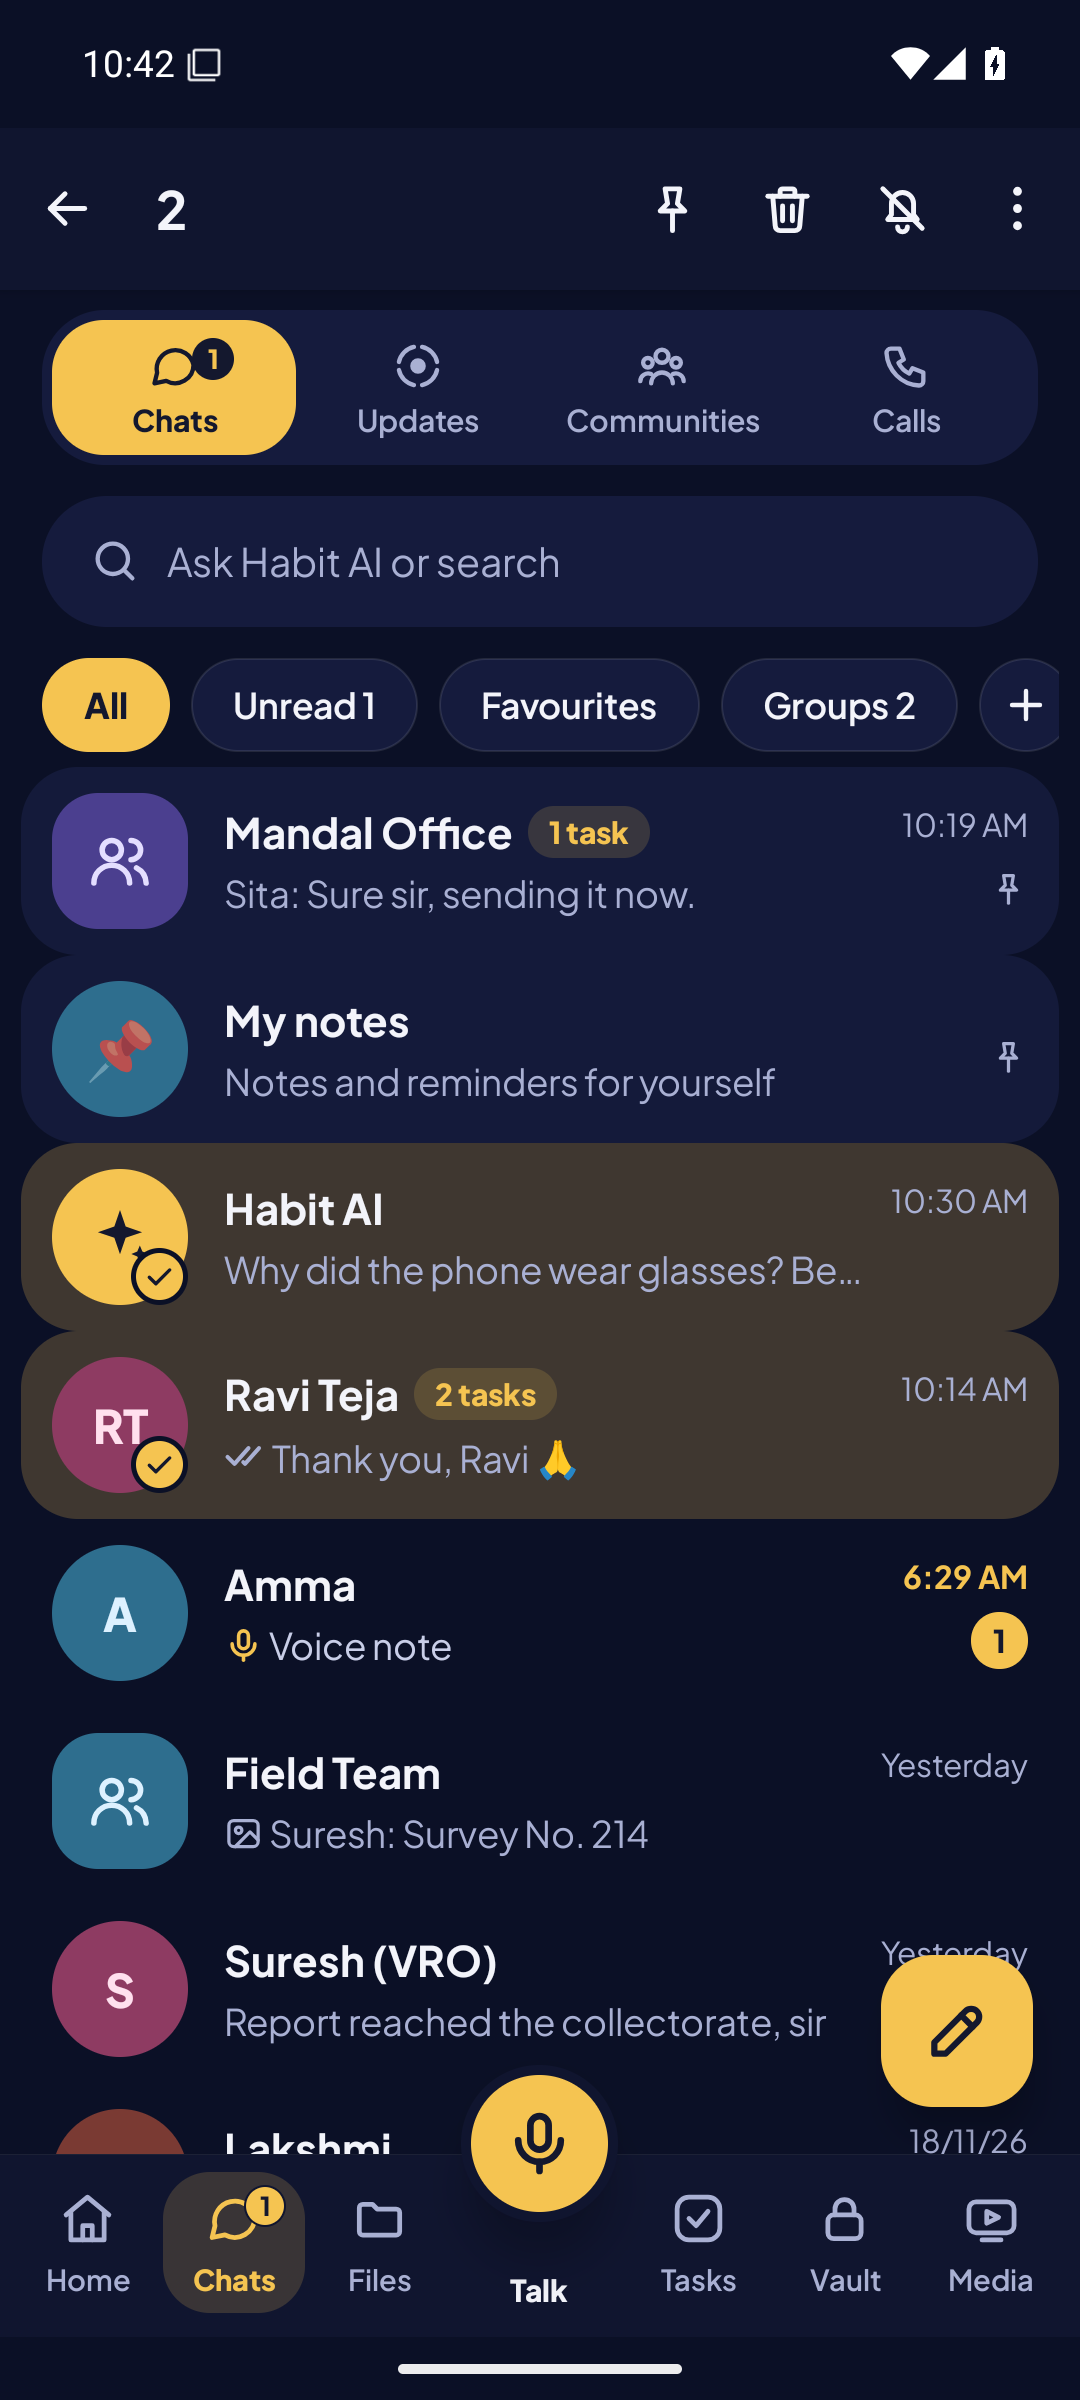 10:42
2
1
Chats
Updates
Communities
Calls
Ask Habit AI or search
All
Unread 1
Favourites
Groups 2
Mandal Office 1 task 10:19 AM
Sita: Sure sir, sending it now.
My notes
Notes and reminders for yourself
Habit AI 10:30 AM
Why did the phone wear glasses? Be...
RT
Ravi Teja 2 tasks 10:14 AM
Thank you, Ravi 🙏
A
Amma 6:29 AM
Voice note 1
Field Team Yesterday
Suresh: Survey No. 214
S
Suresh (VRO) Yesterday
Report reached the collectorate, sir
Lakshmi 18/11/26
1
Home
Chats
Files
Talk
Tasks
Vault
Media